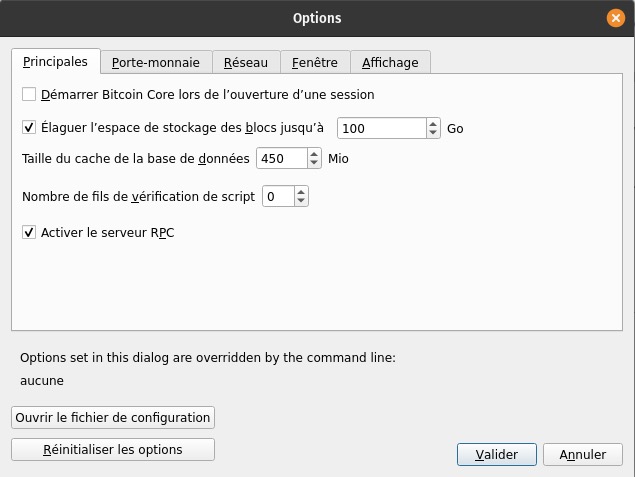 Options
Principales Porte-monnaie Réseau Fenêtre Affichage
Démarrer Bitcoin Core lors de l’ouverture d’une session
Élaguer l’espace de stockage des blocs jusqu’à 100 Go
Taille du cache de la base de données 450 Mio
Nombre de fils de vérification de script 0
Activer le serveur RPC
Options set in this dialog are overridden by the command line:
aucune
Ouvrir le fichier de configuration
Réinitialiser les options
Valider Annuler